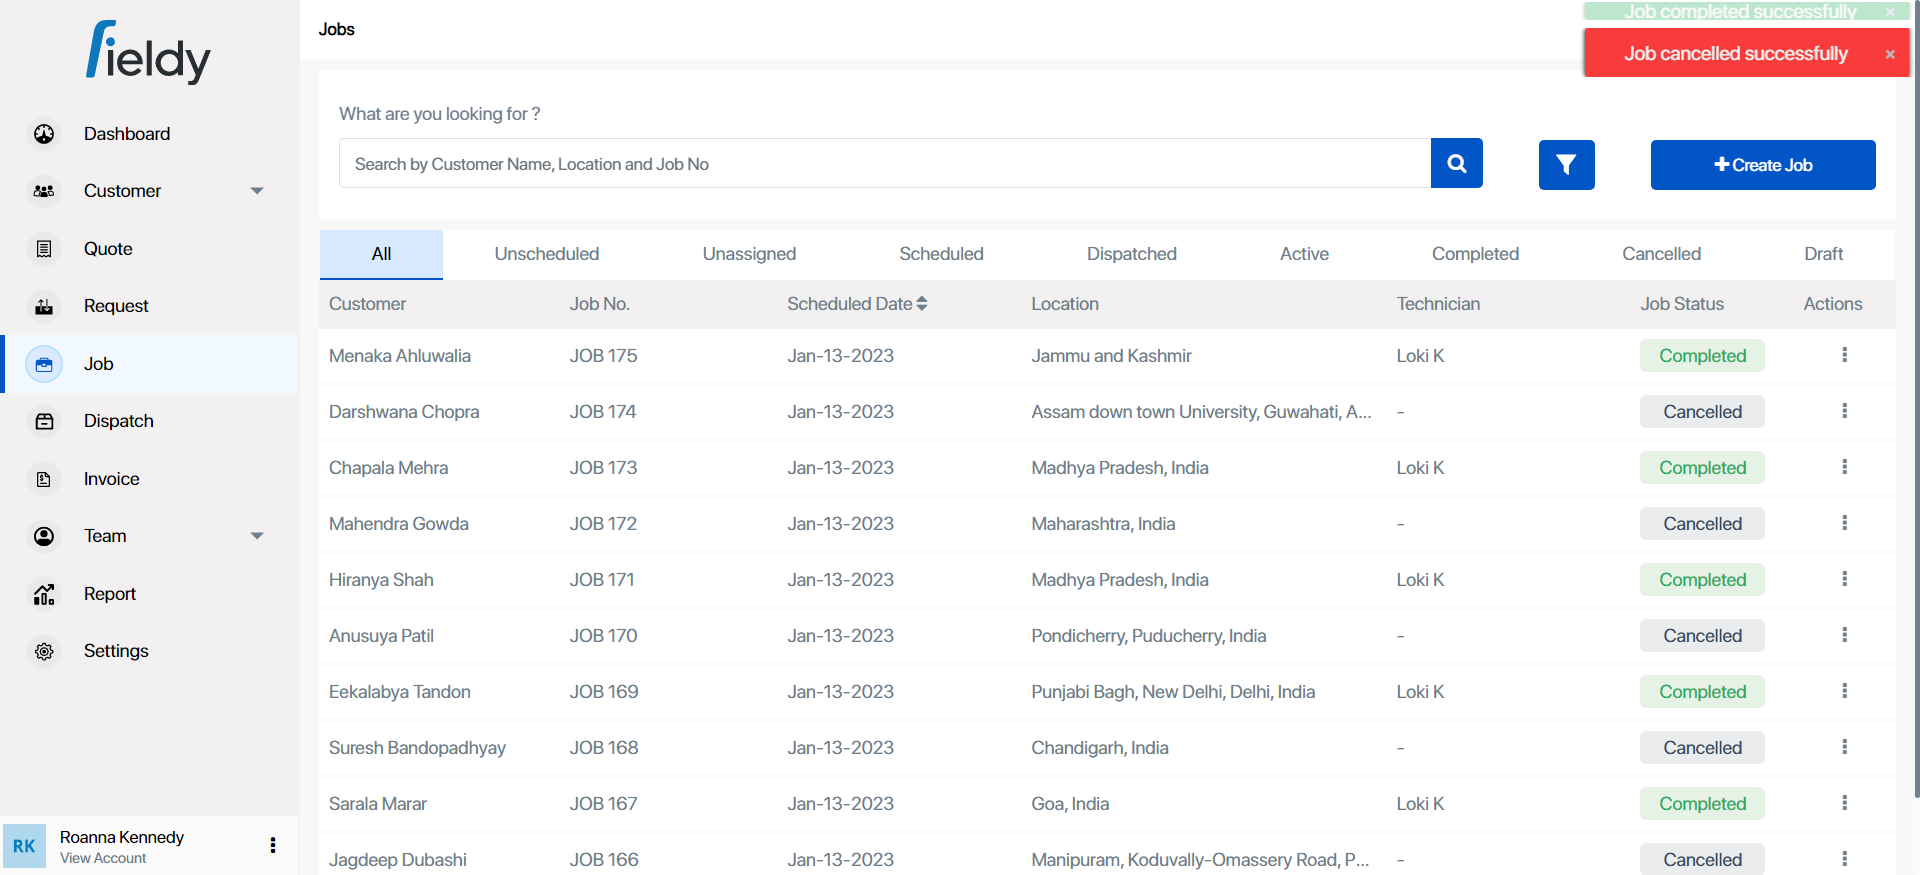 fieldy
Dashboard
Customer
Quote
Request
Job
Dispatch
Invoice
Team
Report
Settings
RK
Roanna Kennedy
View Account
Jobs
Job completed successfully ×
Job cancelled successfully ×
What are you looking for ?
Search by Customer Name, Location and Job No
Create Job
All Unscheduled Unassigned Scheduled Dispatched Active Completed Cancelled Draft
Customer Job No. Scheduled Date Location Technician Job Status Actions
Menaka Ahluwalia JOB 175 Jan-13-2023 Jammu and Kashmir Loki K Completed
Darshwana Chopra JOB 174 Jan-13-2023 Assam down town University, Guwahati, A... - Cancelled
Chapala Mehra JOB 173 Jan-13-2023 Madhya Pradesh, India Loki K Completed
Mahendra Gowda JOB 172 Jan-13-2023 Maharashtra, India - Cancelled
Hiranya Shah JOB 171 Jan-13-2023 Madhya Pradesh, India Loki K Completed
Anusuya Patil JOB 170 Jan-13-2023 Pondicherry, Puducherry, India - Cancelled
Eekalabya Tandon JOB 169 Jan-13-2023 Punjabi Bagh, New Delhi, Delhi, India Loki K Completed
Suresh Bandopadhyay JOB 168 Jan-13-2023 Chandigarh, India - Cancelled
Sarala Marar JOB 167 Jan-13-2023 Goa, India Loki K Completed
Jagdeep Dubashi JOB 166 Jan-13-2023 Manipuram, Koduvally-Omassery Road, P... - Cancelled